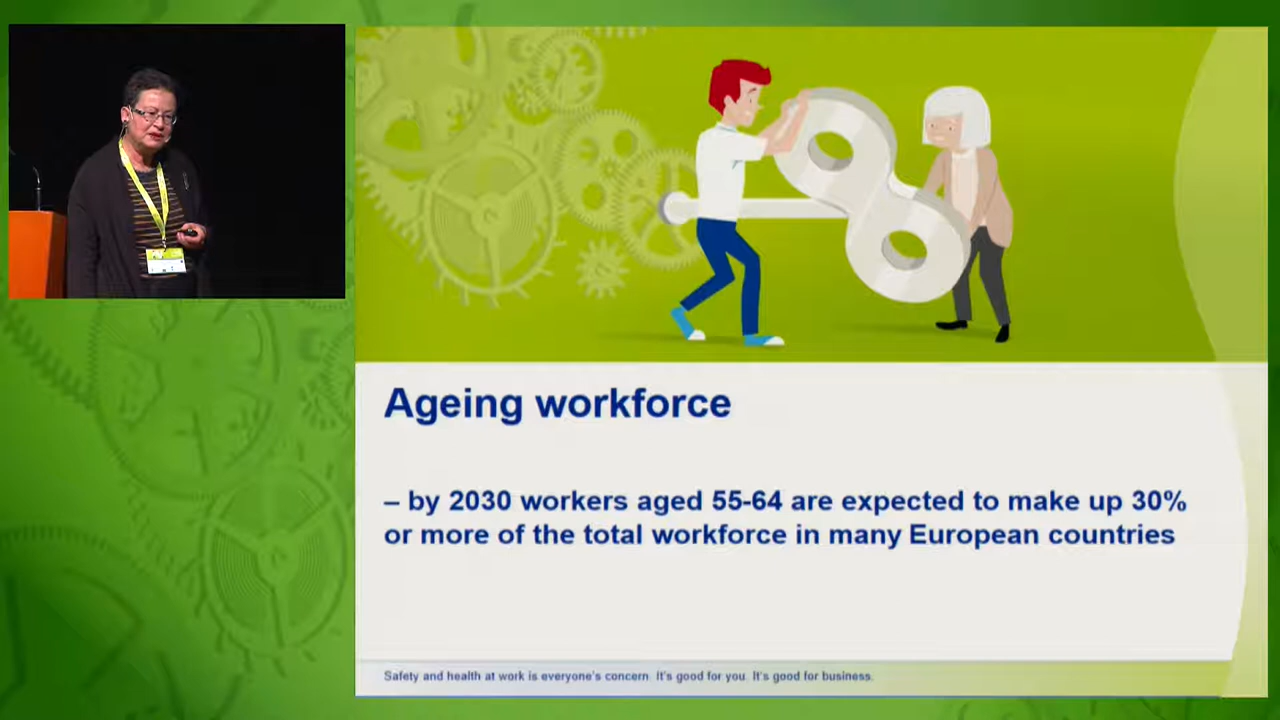 Ageing workforce
– by 2030 workers aged 55-64 are expected to make up 30%
or more of the total workforce in many European countries
Safety and health at work is everyone's concern. It's good for you. It's good for business.